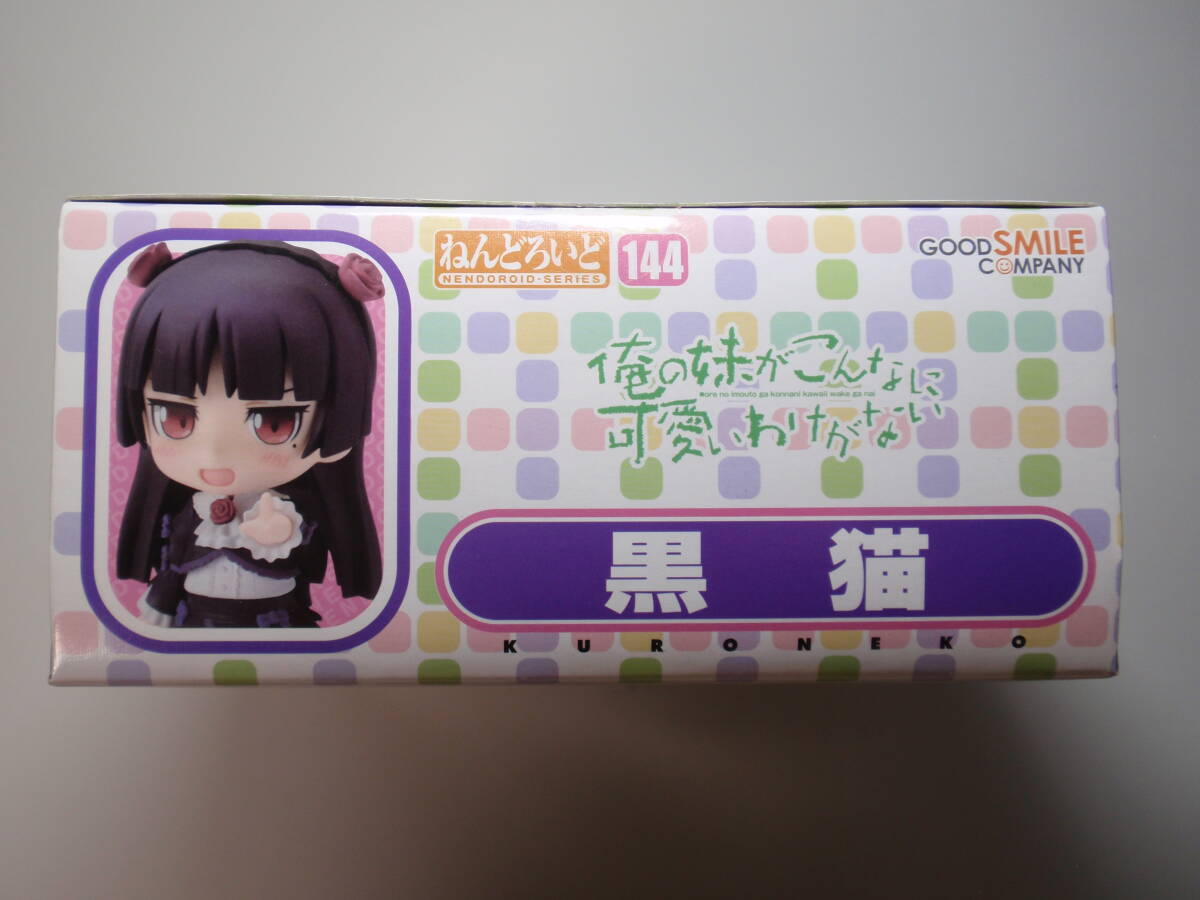 ねんどろいど
NENDOROID-SERIES
144
GOOD SMILE
COMPANY
俺の妹がこんなに
ore no imouto ga konnani kawaii wake ga nai
可愛いわけがない
黒猫
KURONEKO